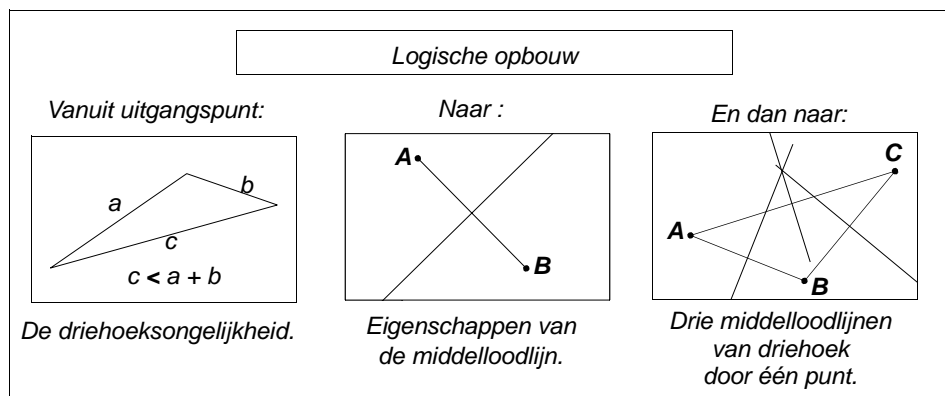 Logische opbouw
Vanuit uitgangspunt:
a
b
c
c < a + b
De driehoeksongelijkheid.
Naar :
A
B
Eigenschappen van
de middelloodlijn.
En dan naar:
C
A
B
Drie middelloodlijnen
van driehoek
door één punt.